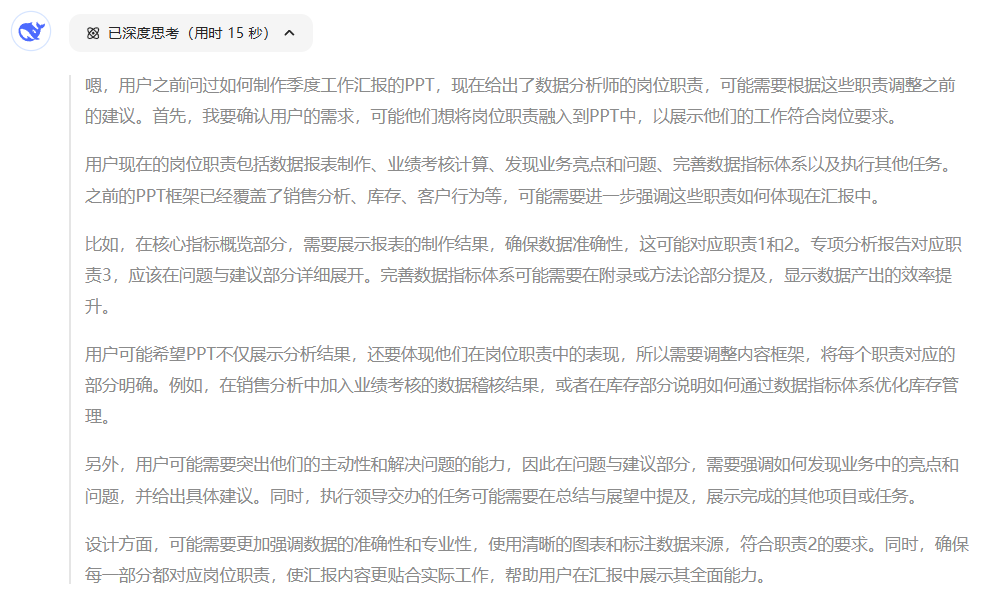 已深度思考（用时 15 秒）
嗯，用户之前问过如何制作季度工作汇报的PPT，现在给出了数据分析师的岗位职责，可能需要根据这些职责调整之前
的建议。首先，我要确认用户的需求，可能他们想将岗位职责融入到PPT中，以展示他们的工作符合岗位要求。
用户现在的岗位职责包括数据报表制作、业绩考核计算、发现业务亮点和问题、完善数据指标体系以及执行其他任务。
之前的PPT框架已经覆盖了销售分析、库存、客户行为等，可能需要进一步强调这些职责如何体现在汇报中。
比如，在核心指标概览部分，需要展示报表的制作结果，确保数据准确性，这可能对应职责1和2。专项分析报告对应职
责3，应该在问题与建议部分详细展开。完善数据指标体系可能需要在附录或方法论部分提及，显示数据产出的效率提
升。
用户可能希望PPT不仅展示分析结果，还要体现他们在岗位职责中的表现，所以需要调整内容框架，将每个职责对应的
部分明确。例如，在销售分析中加入业绩考核的数据稽核结果，或者在库存部分说明如何通过数据指标体系优化库存管
理。
另外，用户可能需要突出他们的主动性和解决问题的能力，因此在问题与建议部分，需要强调如何发现业务中的亮点和
问题，并给出具体建议。同时，执行领导交办的任务可能需要在总结与展望中提及，展示完成的其他项目或任务。
设计方面，可能需要更加强调数据的准确性和专业性，使用清晰的图表和标注数据来源，符合职责2的要求。同时，确保
每一部分都对应岗位职责，使汇报内容更贴合实际工作，帮助用户在汇报中展示其全面能力。